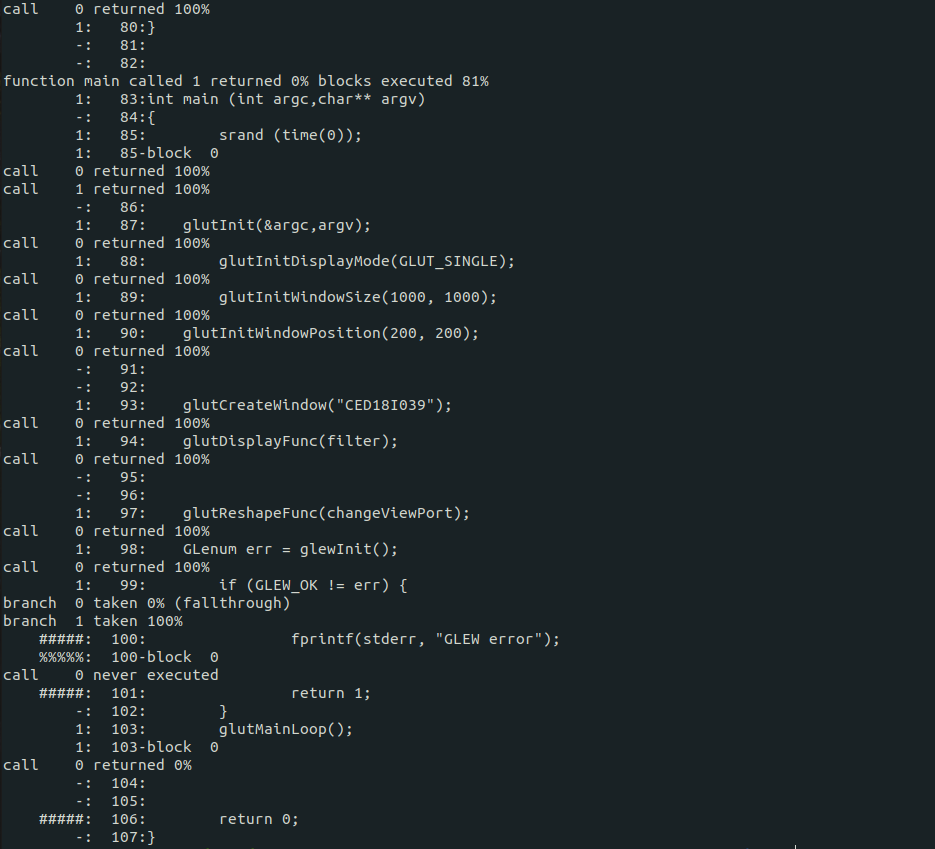 call    0 returned 100%
        1:   80:}
        -:   81:
        -:   82:
function main called 1 returned 0% blocks executed 81%
        1:   83:int main (int argc,char** argv)
        -:   84:{
        1:   85:        srand (time(0));
        1:   85-block  0
call    0 returned 100%
call    1 returned 100%
        -:   86:
        1:   87:    glutInit(&argc,argv);
call    0 returned 100%
        1:   88:        glutInitDisplayMode(GLUT_SINGLE);
call    0 returned 100%
        1:   89:        glutInitWindowSize(1000, 1000);
call    0 returned 100%
        1:   90:    glutInitWindowPosition(200, 200);
call    0 returned 100%
        -:   91:
        -:   92:
        1:   93:    glutCreateWindow("CED18I039");
call    0 returned 100%
        1:   94:    glutDisplayFunc(filter);
call    0 returned 100%
        -:   95:
        -:   96:
        1:   97:    glutReshapeFunc(changeViewPort);
call    0 returned 100%
        1:   98:    GLenum err = glewInit();
call    0 returned 100%
        1:   99:        if (GLEW_OK != err) {
branch  0 taken 0% (fallthrough)
branch  1 taken 100%
    #####:  100:                fprintf(stderr, "GLEW error");
    %%%%%:  100-block  0
call    0 never executed
    #####:  101:                return 1;
        -:  102:        }
        1:  103:        glutMainLoop();
        1:  103-block  0
call    0 returned 0%
        -:  104:
        -:  105:
    #####:  106:        return 0;
        -:  107:}